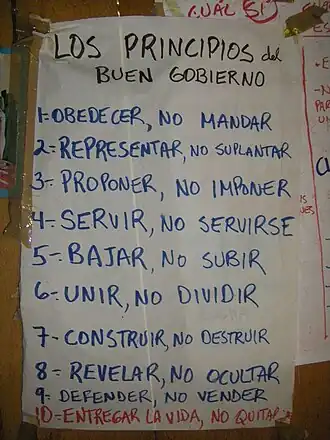 CUÁL ES
LOS PRINCIPIOS del
BUEN GOBIERNO
1-. OBEDECER, NO MANDAR
2-. REPRESENTAR, NO SUPLANTAR
3-. PROPONER, NO IMPONER
4-. SERVIR, NO SERVIRSE
5-. BAJAR, NO SUBIR
6-. UNIR, NO DIVIDIR
7-. CONSTRUIR, NO DESTRUIR
8-. REVELAR, NO OCULTAR
9-. DEFENDER, NO VENDER
10-. ENTREGAR LA VIDA, NO QUITAR